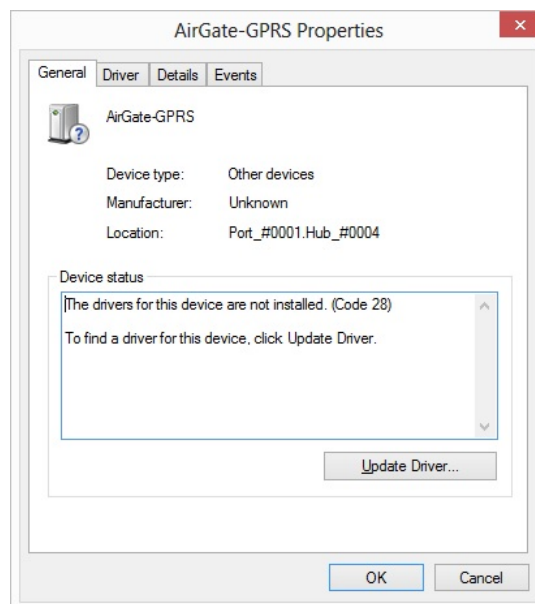 AirGate-GPRS Properties
General Driver Details Events
AirGate-GPRS
Device type: Other devices
Manufacturer: Unknown
Location: Port_#0001.Hub_#0004
Device status
The drivers for this device are not installed. (Code 28)
To find a driver for this device, click Update Driver.
Update Driver...
OK Cancel